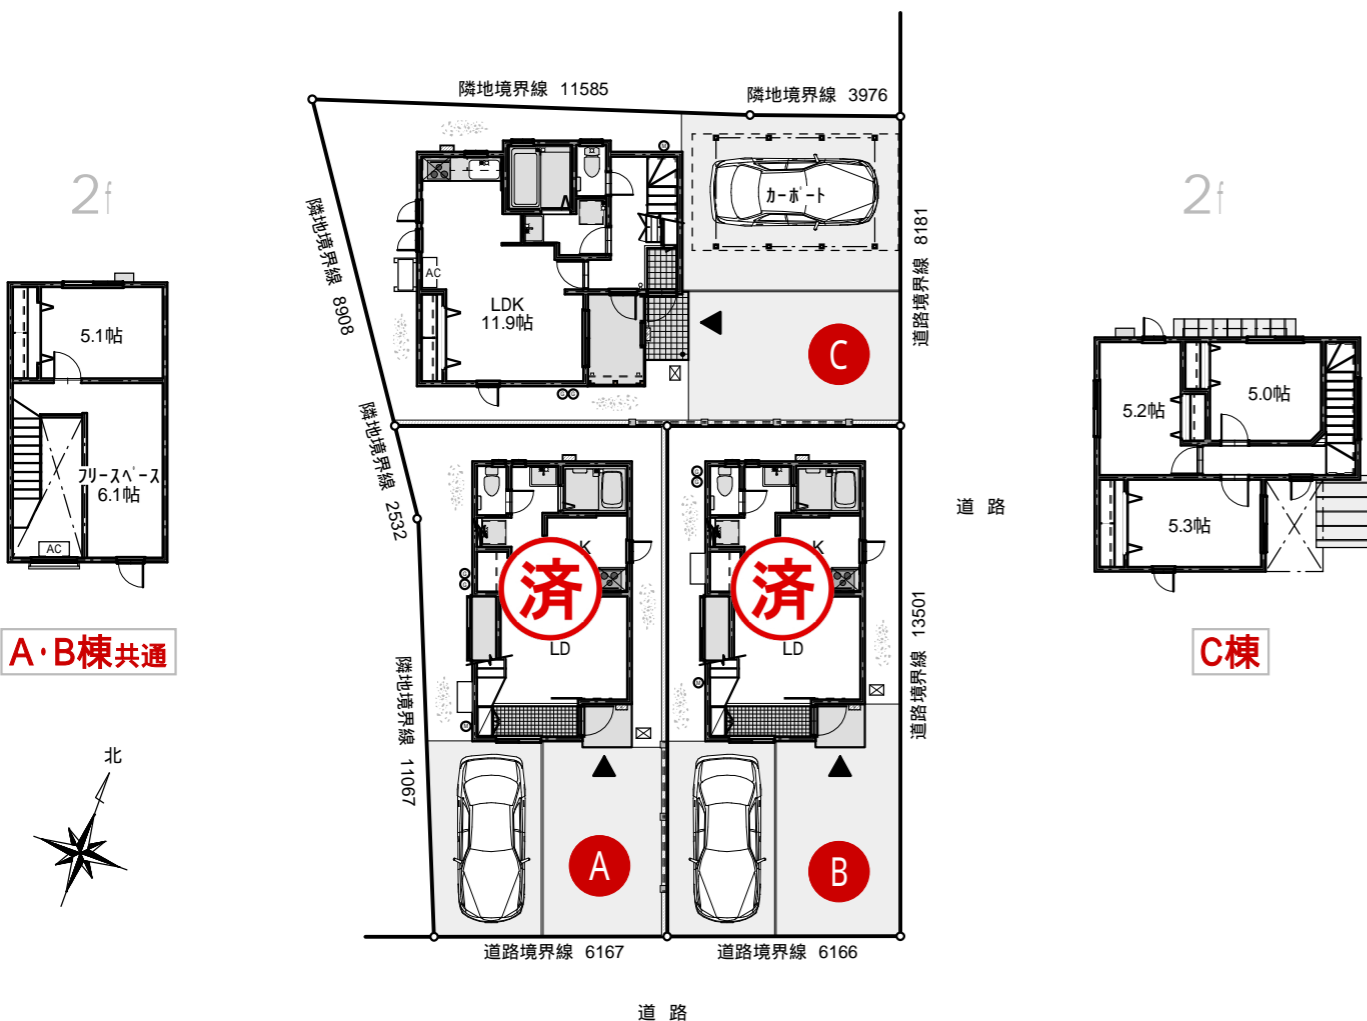 隣地境界線 11585
隣地境界線 3976
2f
2f
カーポート
隣地境界線 8908
道路境界線 8181
AC
LDK
11.9帖
C
5.1帖
フリースペース
6.1帖
AC
5.2帖
5.0帖
5.3帖
隣地境界線 2532
道路
K
K
済
済
LD
LD
A・B棟共通
C棟
道路境界線 13501
隣地境界線 11067
北
A
B
道路境界線 6167
道路境界線 6166
道路